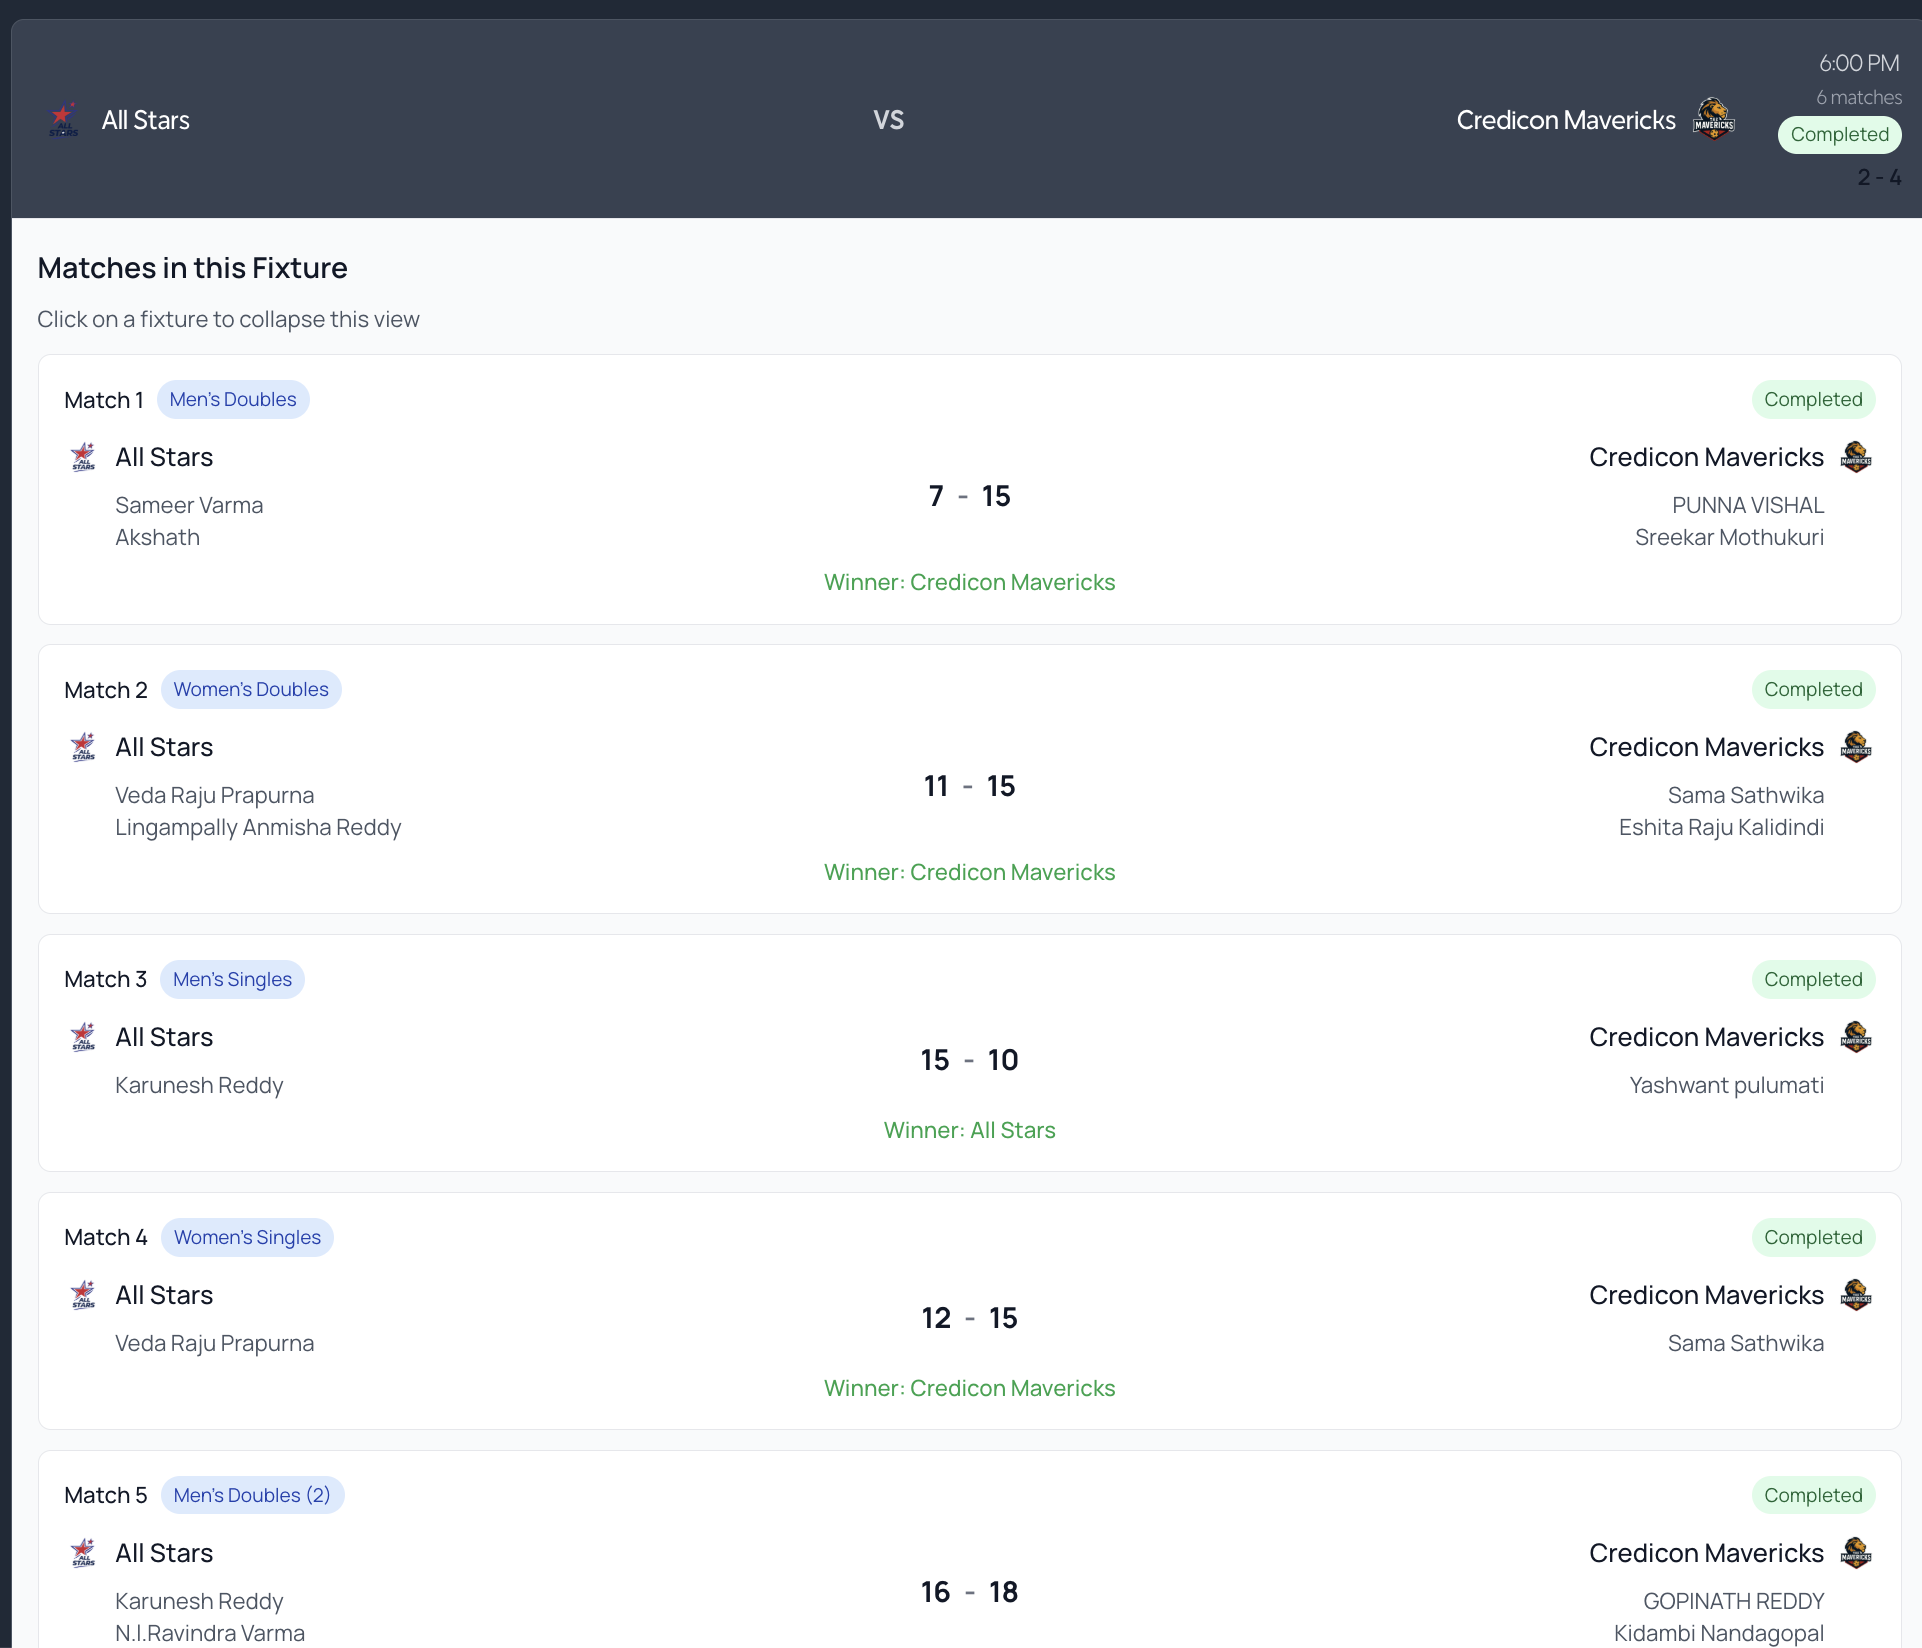 All Stars
VS
Credicon Mavericks
6:00 PM
6 matches
Completed
2 - 4
Matches in this Fixture
Click on a fixture to collapse this view
Match 1 Men's Doubles Completed
All Stars Credicon Mavericks
Sameer Varma 7 - 15 PUNNA VISHAL
Akshath Sreekar Mothukuri
Winner: Credicon Mavericks
Match 2 Women's Doubles Completed
All Stars Credicon Mavericks
Veda Raju Prapurna 11 - 15 Sama Sathwika
Lingampally Anmisha Reddy Eshita Raju Kalidindi
Winner: Credicon Mavericks
Match 3 Men's Singles Completed
All Stars Credicon Mavericks
15 - 10
Karunesh Reddy Yashwant pulumati
Winner: All Stars
Match 4 Women's Singles Completed
All Stars Credicon Mavericks
12 - 15
Veda Raju Prapurna Sama Sathwika
Winner: Credicon Mavericks
Match 5 Men's Doubles (2) Completed
All Stars Credicon Mavericks
Karunesh Reddy 16 - 18 GOPINATH REDDY
N.I.Ravindra Varma Kidambi Nandagopal